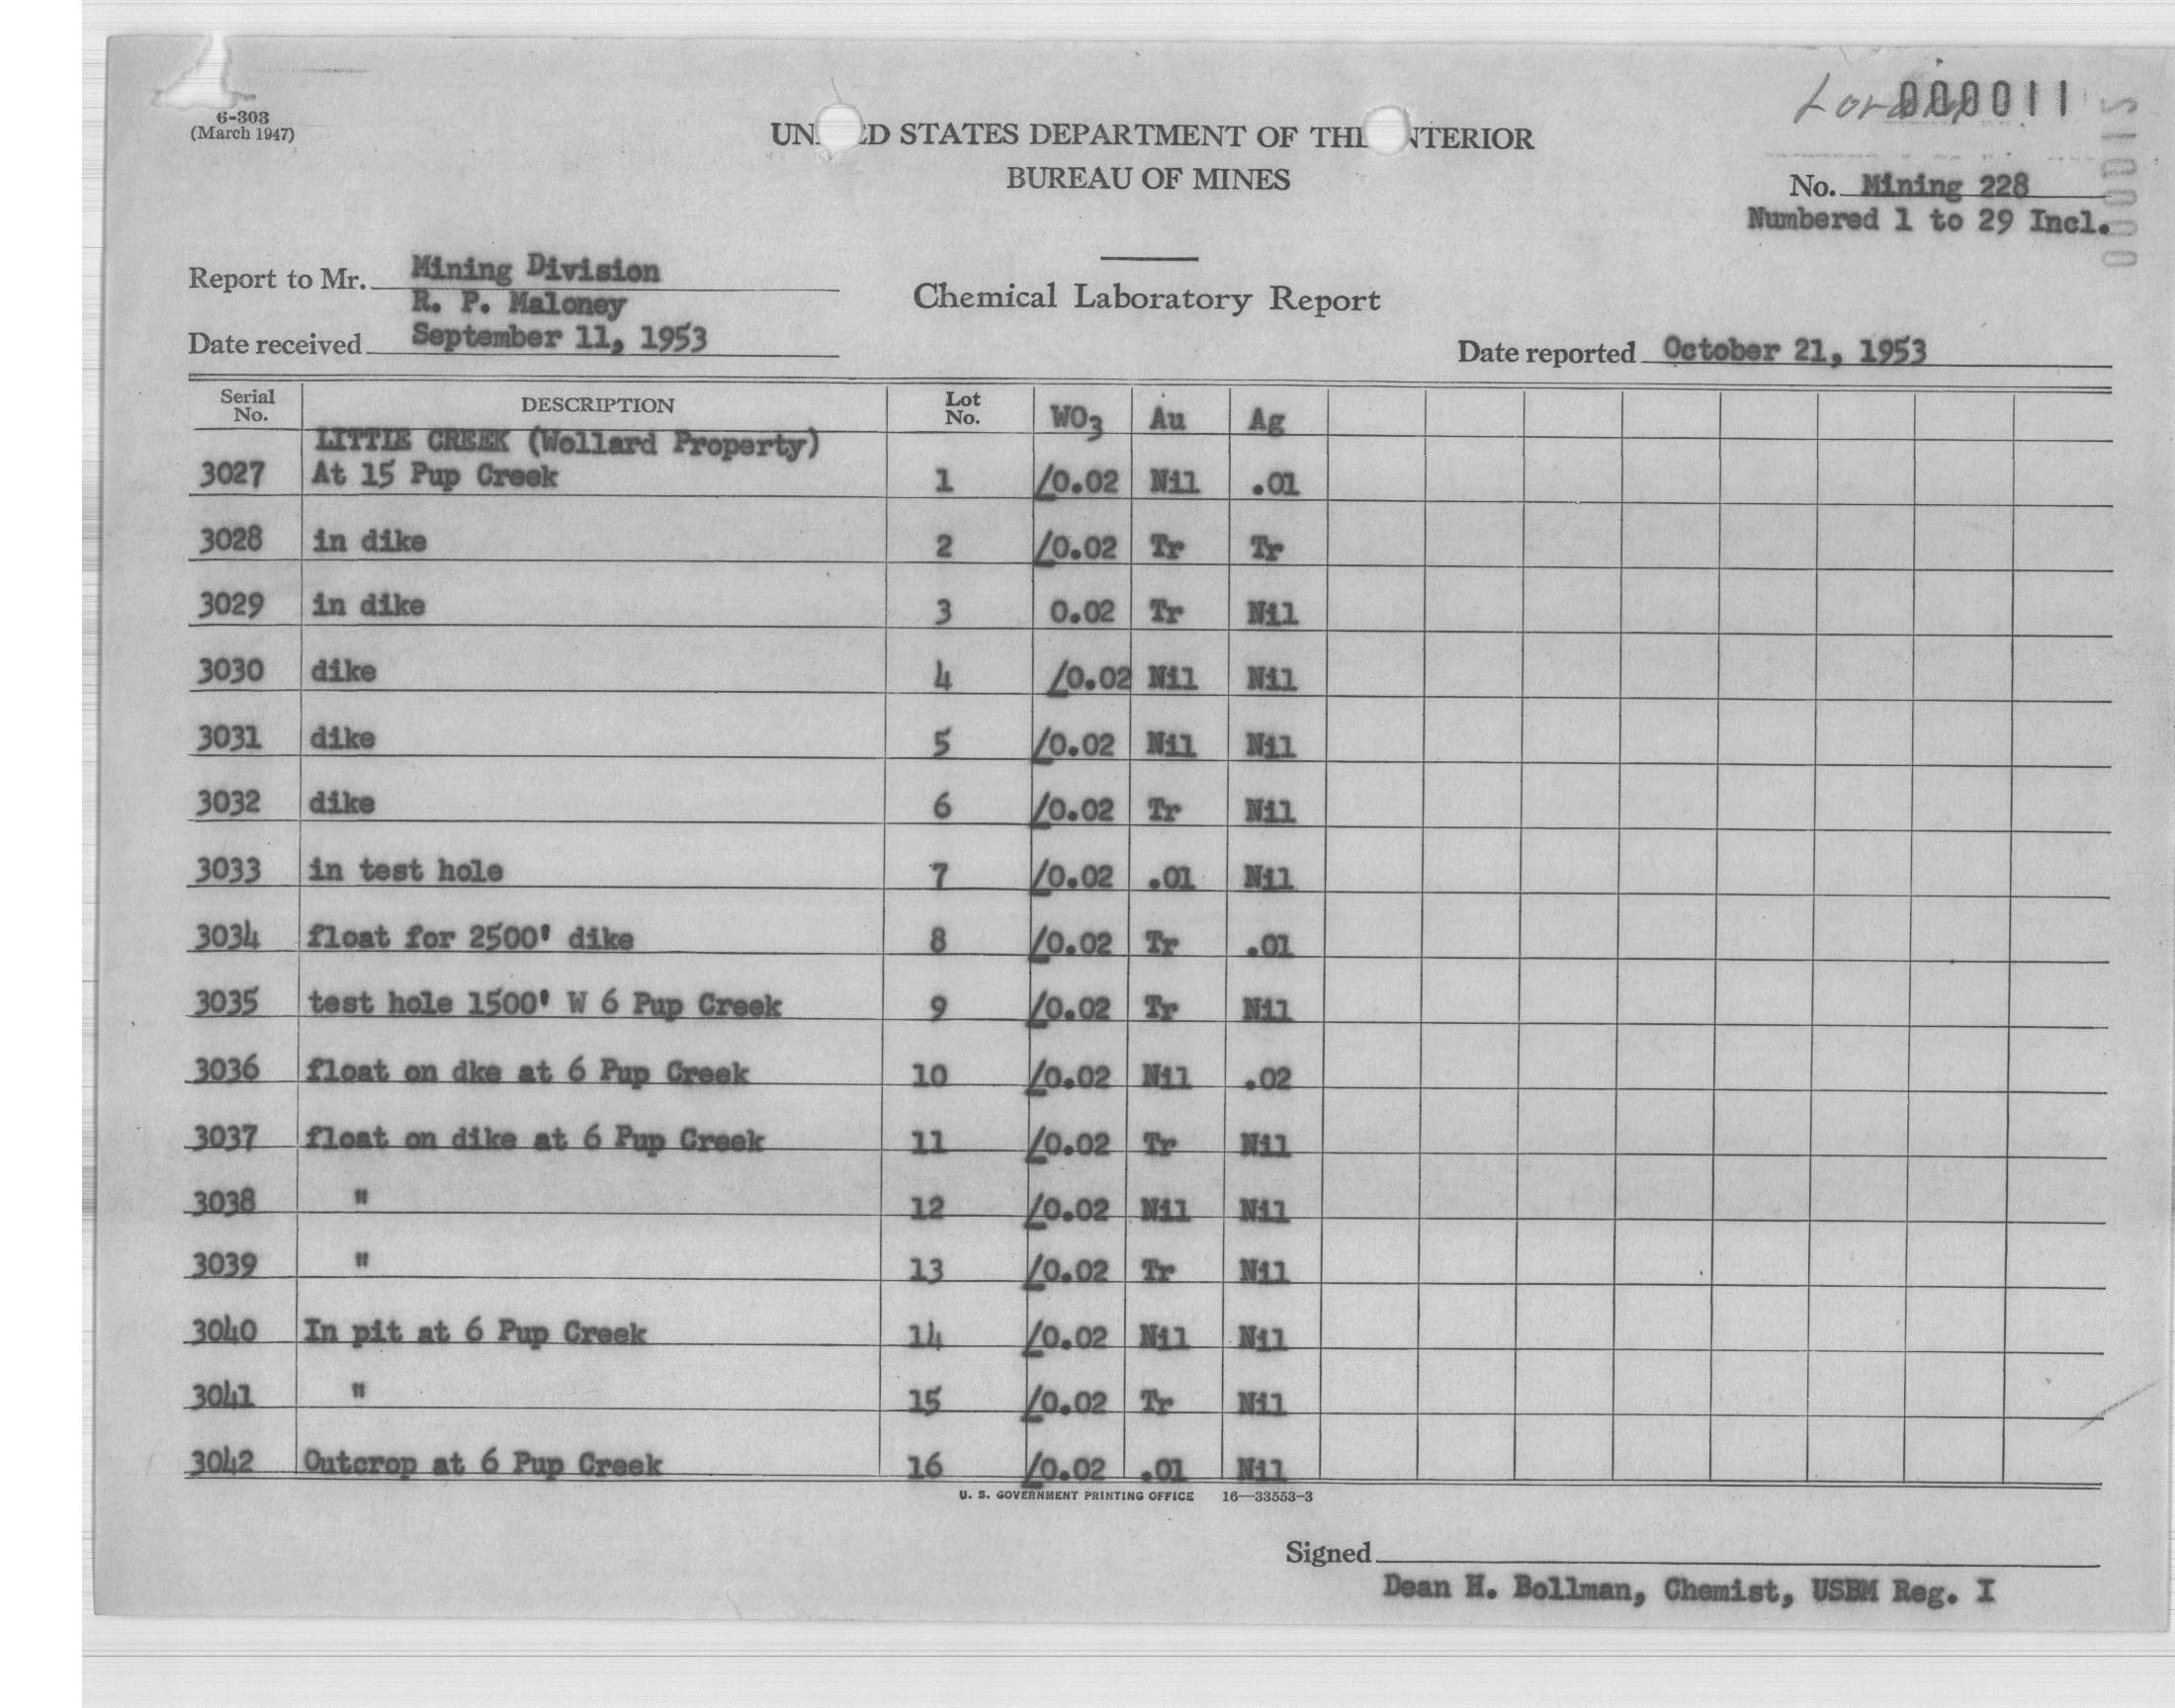 000011
000015
6-303
(March 1947)
UN ED STATES DEPARTMENT OF THE NTERIOR
BUREAU OF MINES
No. Mining 228
Numbered 1 to 29 Incl.
Report to Mr. Mining Division
R. P. Maloney
Chemical Laboratory Report
Date received September 11, 1953
Date reported October 21, 1953
Serial No. DESCRIPTION Lot No. WO3 Au Ag
LITTLE CREEK (Wollard Property)
3027 At 15 Pup Creek 1 /0.02 Nil .01
3028 in dike 2 /0.02 Tr Tr
3029 in dike 3 0.02 Tr Nil
3030 dike 4 /0.02 Nil Nil
3031 dike 5 /0.02 Nil Nil
3032 dike 6 /0.02 Tr Nil
3033 in test hole 7 /0.02 .01 Nil
3034 float for 2500' dike 8 /0.02 Tr .01
3035 test hole 1500' W 6 Pup Creek 9 /0.02 Tr Nil
3036 float on dke at 6 Pup Creek 10 /0.02 Nil .02
3037 float on dike at 6 Pup Creek 11 /0.02 Tr Nil
3038 " 12 /0.02 Nil Nil
3039 " 13 /0.02 Tr Nil
3040 In pit at 6 Pup Creek 14 /0.02 Nil Nil
3041 " 15 /0.02 Tr Nil
3042 Outcrop at 6 Pup Creek 16 /0.02 .01 Nil
U. S. GOVERNMENT PRINTING OFFICE 16—33553-3
Signed
Dean H. Bollman, Chemist, USBM Reg. I